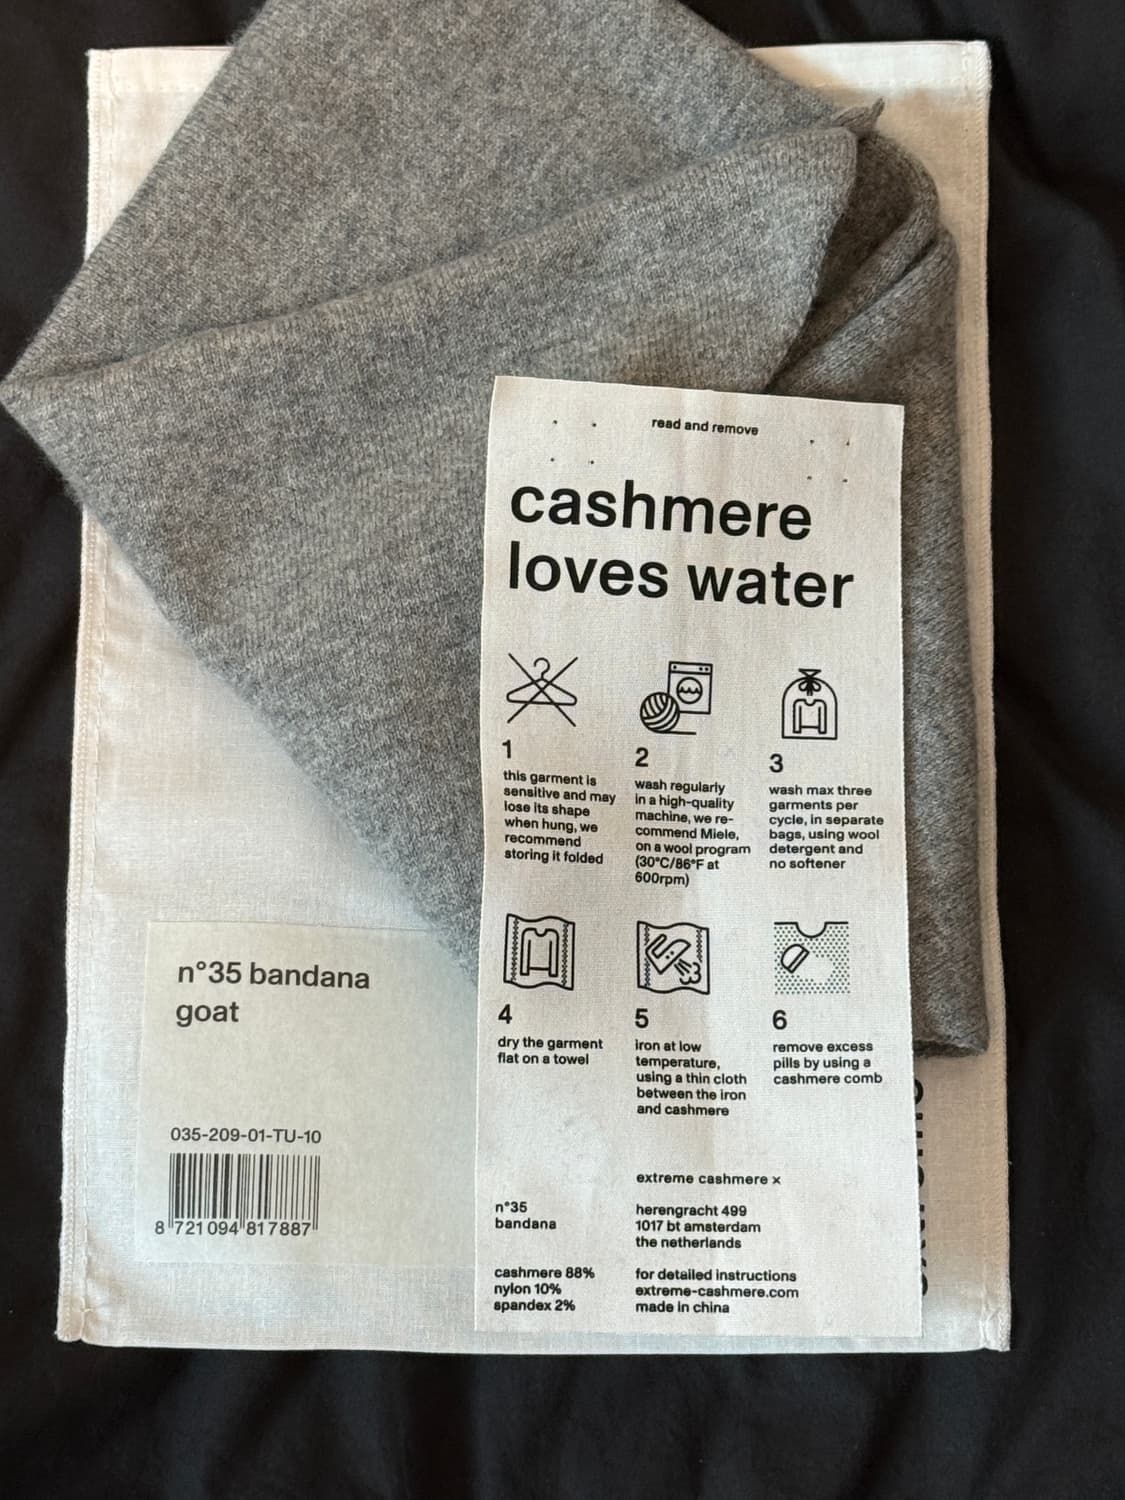 read and remove
cashmere
loves water
1
this garment is
sensitive and may
lose its shape
when hung, we
recommend
storing it folded
2
wash regularly
in a high-quality
machine, we re-
commend Miele,
on a wool program
(30°C/86°F at
600rpm)
3
wash max three
garments per
cycle, in separate
bags, using wool
detergent and
no softener
4
dry the garment
flat on a towel
5
iron at low
temperature,
using a thin cloth
between the iron
and cashmere
6
remove excess
pills by using a
cashmere comb
extreme cashmere x
n°35
bandana
herengracht 499
1017 bt amsterdam
the netherlands
cashmere 88%
nylon 10%
spandex 2%
for detailed instructions
extreme-cashmere.com
made in china
n°35 bandana
goat
035-209-01-TU-10
8 721094 817887